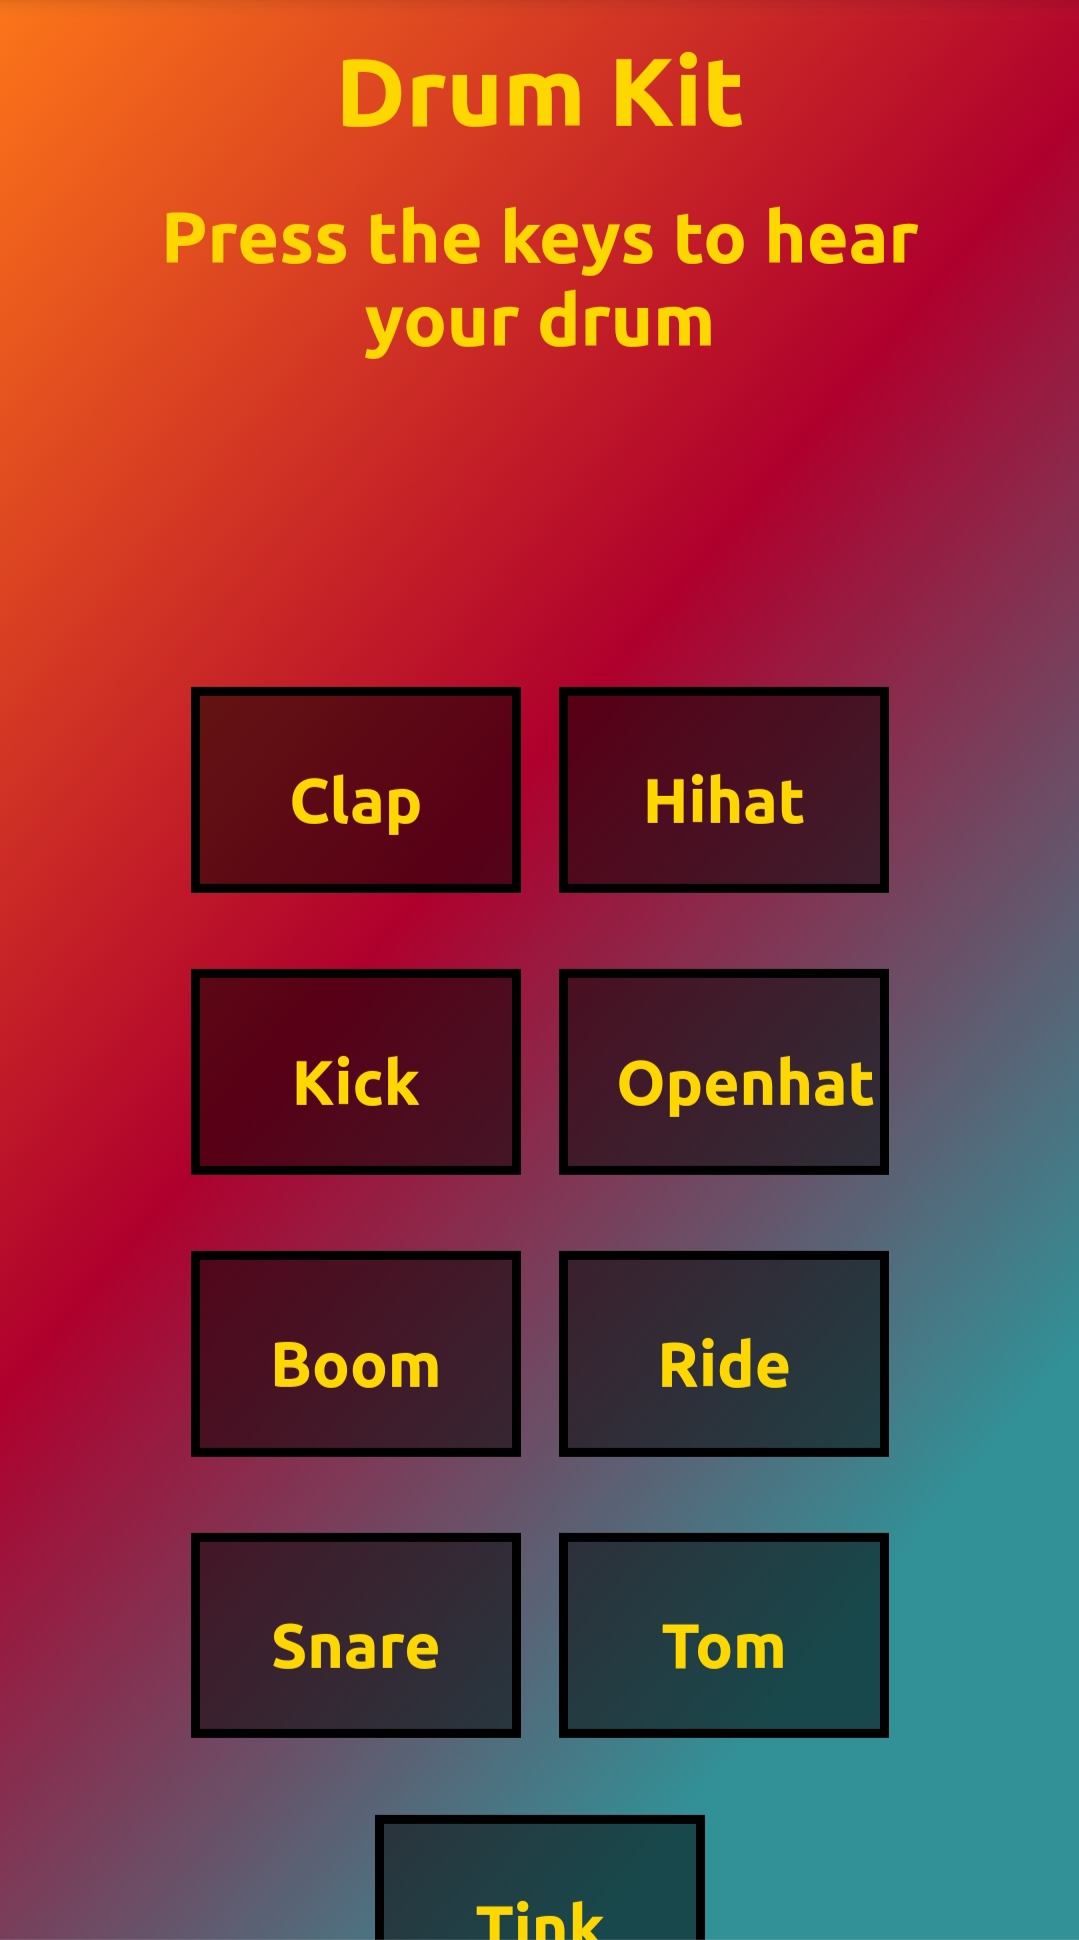 Drum Kit
Press the keys to hear
your drum
Clap
Hihat
Kick
Openhat
Boom
Ride
Snare
Tom
Tink